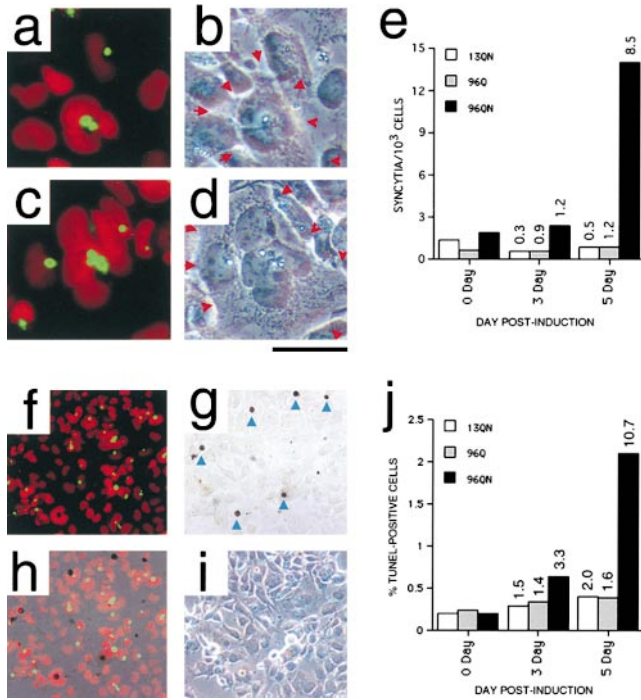 a
b
c
d
e
15
12
9
6
3
0
SYNCYTIA/10³ CELLS
13QN
96Q
96QN
0.3
0.9
1.2
0.5
1.2
8.5
0 Day
3 Day
5 Day
DAY POST-INDUCTION
f
g
h
i
j
2.5
2
1.5
1
0.5
0
% TUNEL-POSITIVE CELLS
13QN
96Q
96QN
1.5
1.4
3.3
2.0
1.6
10.7
0 Day
3 Day
5 Day
DAY POST-INDUCTION